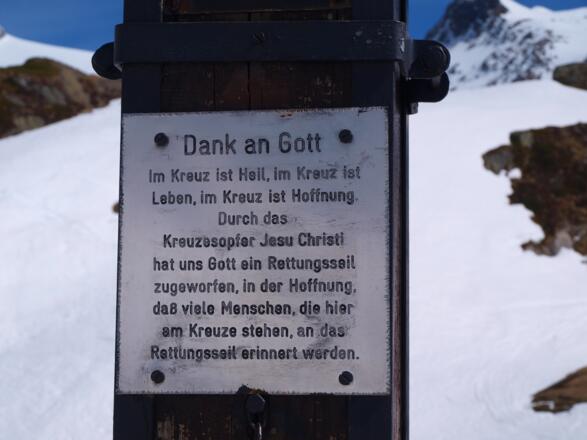 Dank an Gott
Im Kreuz ist Heil, im Kreuz ist
Leben, im Kreuz ist Hoffnung.
Durch das
Kreuzesopfer Jesu Christi
hat uns Gott ein Rettungsseil
zugeworfen, in der Hoffnung,
daß viele Menschen, die hier
am Kreuze stehen, an das
Rettungsseil erinnert werden.